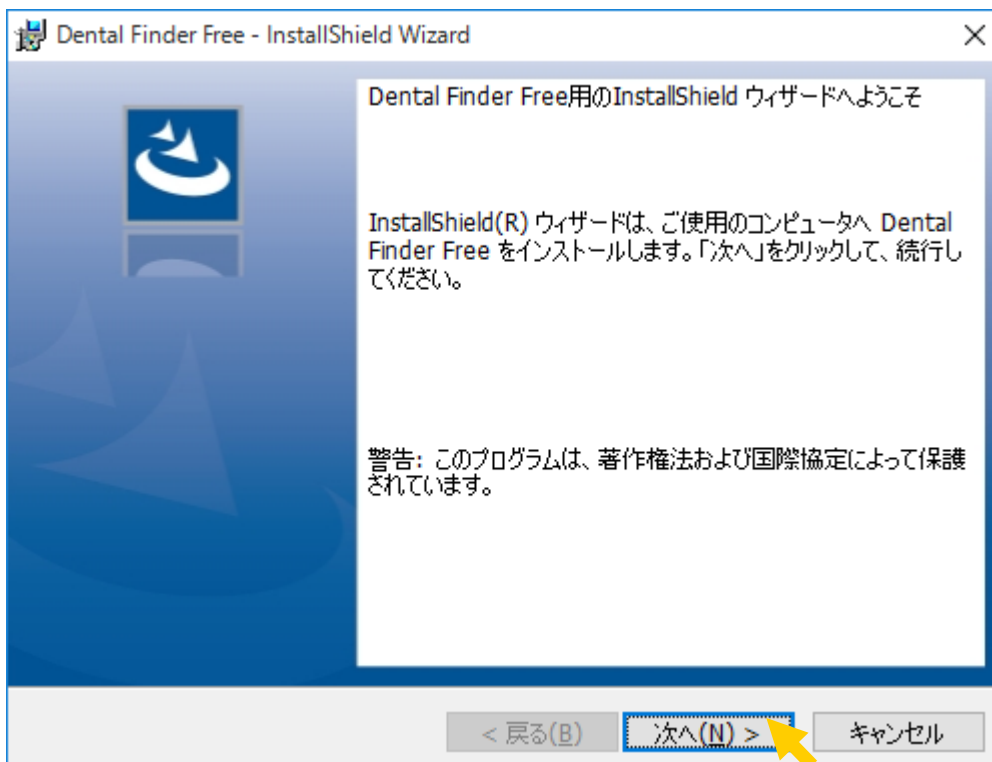 Dental Finder Free - InstallShield Wizard
Dental Finder Free用のInstallShield ウィザードへようこそ
InstallShield(R) ウィザードは、ご使用のコンピュータへ Dental
Finder Free をインストールします。「次へ」をクリックして、続行し
てください。
警告: このプログラムは、著作権法および国際協定によって保護
されています。
< 戻る(B)
次へ(N) >
キャンセル